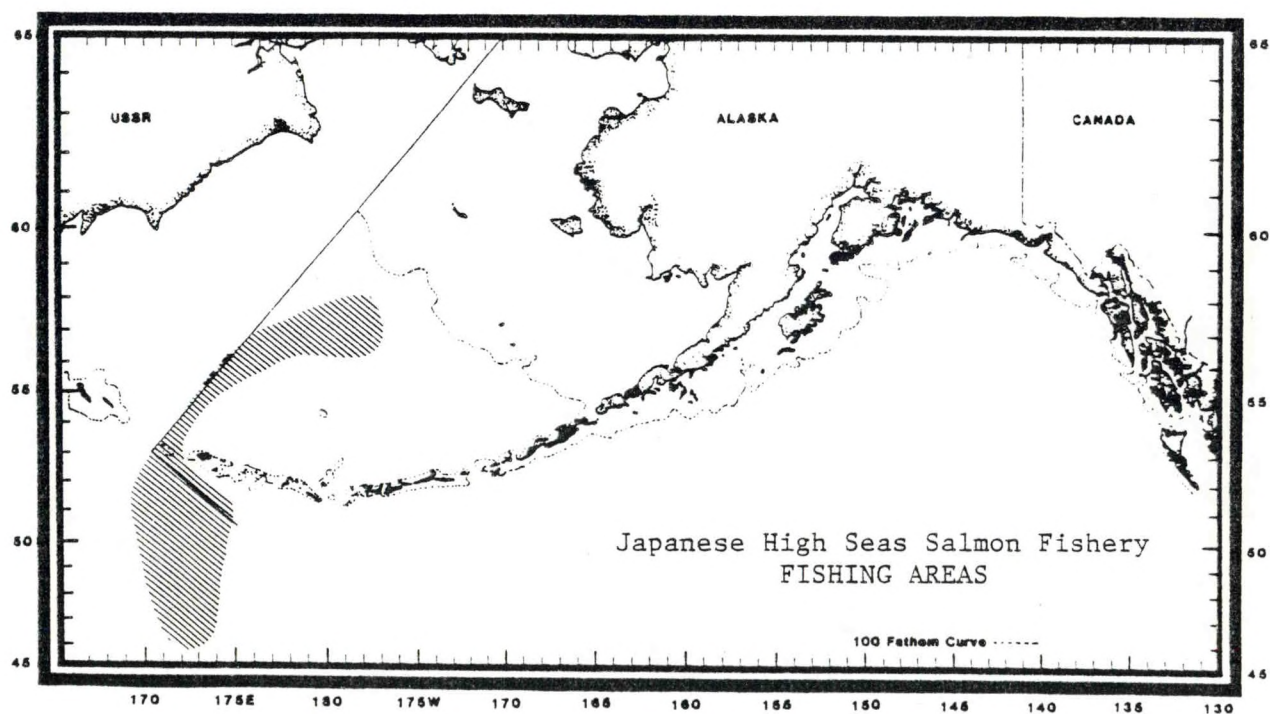 65
65
USSR
ALASKA
CANADA
60
60
55
55
50
50
Japanese High Seas Salmon Fishery
FISHING AREAS
100 Fathom Curve
45
45
170 175E 180 175W 170 165 160 155 150 145 140 135 130